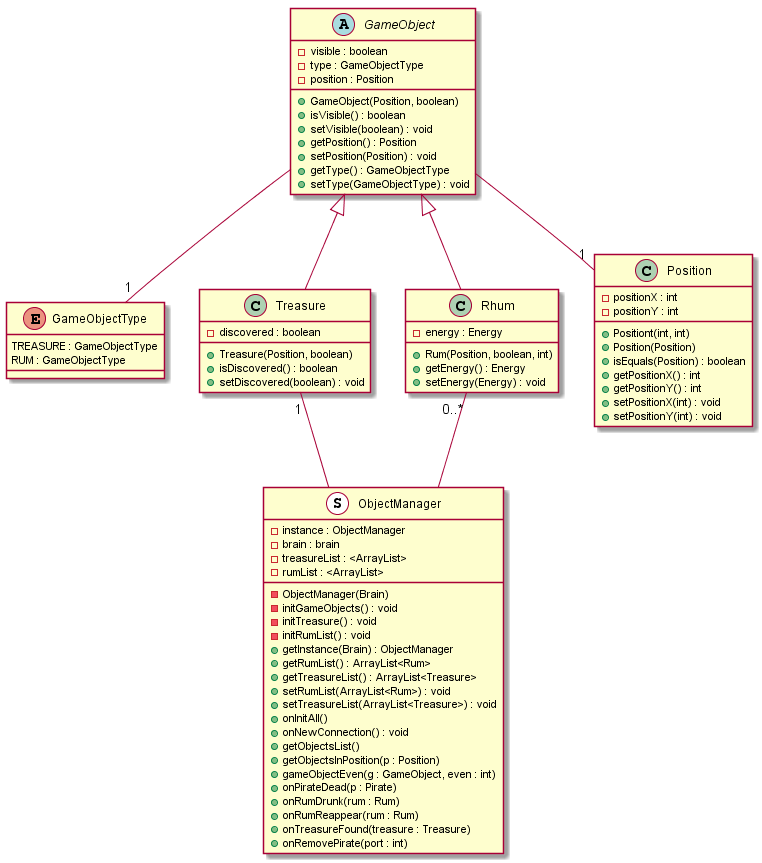 A GameObject
visible : boolean
type : GameObjectType
position : Position
GameObject(Position, boolean)
isVisible() : boolean
setVisible(boolean) : void
getPosition() : Position
setPosition(Position) : void
getType() : GameObjectType
setType(GameObjectType) : void
1
1
E GameObjectType
TREASURE : GameObjectType
RUM : GameObjectType
C Treasure
discovered : boolean
Treasure(Position, boolean)
isDiscovered() : boolean
setDiscovered(boolean) : void
C Rhum
energy : Energy
Rum(Position, boolean, int)
getEnergy() : Energy
setEnergy(Energy) : void
C Position
positionX : int
positionY : int
Positiont(int, int)
Position(Position)
isEquals(Position) : boolean
getPositionX() : int
getPositionY() : int
setPositionX(int) : void
setPositionY(int) : void
1
0..*
S ObjectManager
instance : ObjectManager
brain : brain
treasureList : <ArrayList>
rumList : <ArrayList>
ObjectManager(Brain)
initGameObjects() : void
initTreasure() : void
initRumList() : void
getInstance(Brain) : ObjectManager
getRumList() : ArrayList<Rum>
getTreasureList() : ArrayList<Treasure>
setRumList(ArrayList<Rum>) : void
setTreasureList(ArrayList<Treasure>) : void
onInitAll()
onNewConnection() : void
getObjectsList()
getObjectsInPosition(p : Position)
gameObjectEven(g : GameObject, even : int)
onPirateDead(p : Pirate)
onRumDrunk(rum : Rum)
onRumReappear(rum : Rum)
onTreasureFound(treasure : Treasure)
onRemovePirate(port : int)